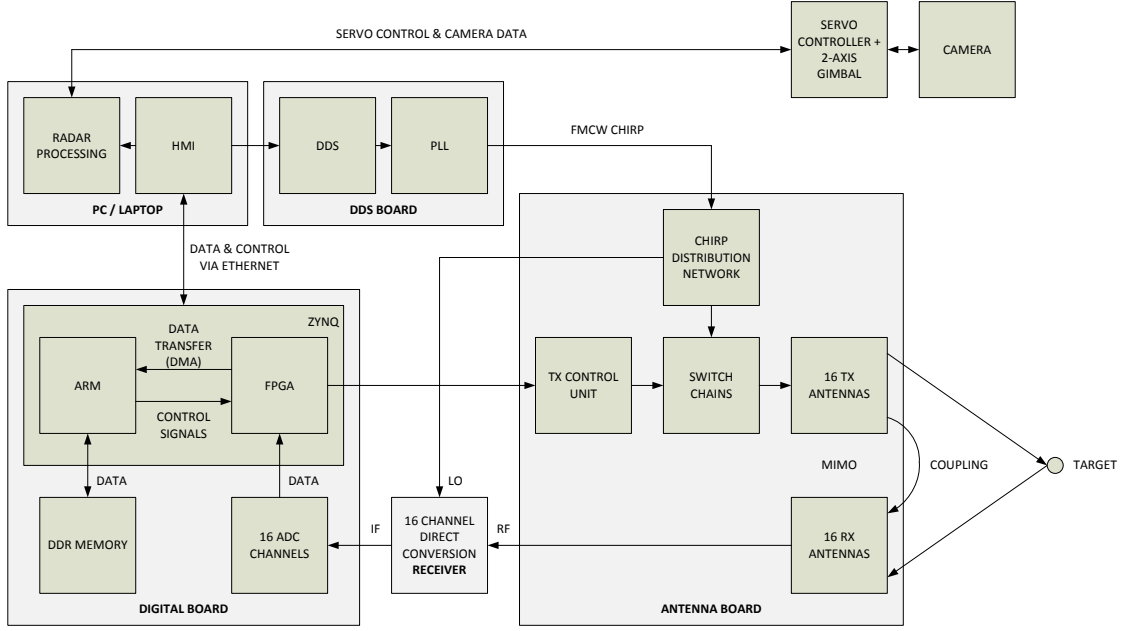 SERVO CONTROL & CAMERA DATA
SERVO
CONTROLLER +
2-AXIS
GIMBAL
CAMERA
RADAR
PROCESSING
HMI
PC / LAPTOP
DDS
PLL
DDS BOARD
FMCW CHIRP
DATA & CONTROL
VIA ETHERNET
CHIRP
DISTRIBUTION
NETWORK
ZYNQ
DATA
TRANSFER
(DMA)
ARM
FPGA
CONTROL
SIGNALS
TX CONTROL
UNIT
SWITCH
CHAINS
16 TX
ANTENNAS
MIMO
COUPLING
TARGET
DATA
DATA
LO
DDR MEMORY
16 ADC
CHANNELS
IF
16 CHANNEL
DIRECT
CONVERSION
RECEIVER
RF
16 RX
ANTENNAS
DIGITAL BOARD
ANTENNA BOARD